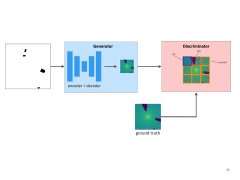 Generator
Discriminator
encoder + decoder
ground truth